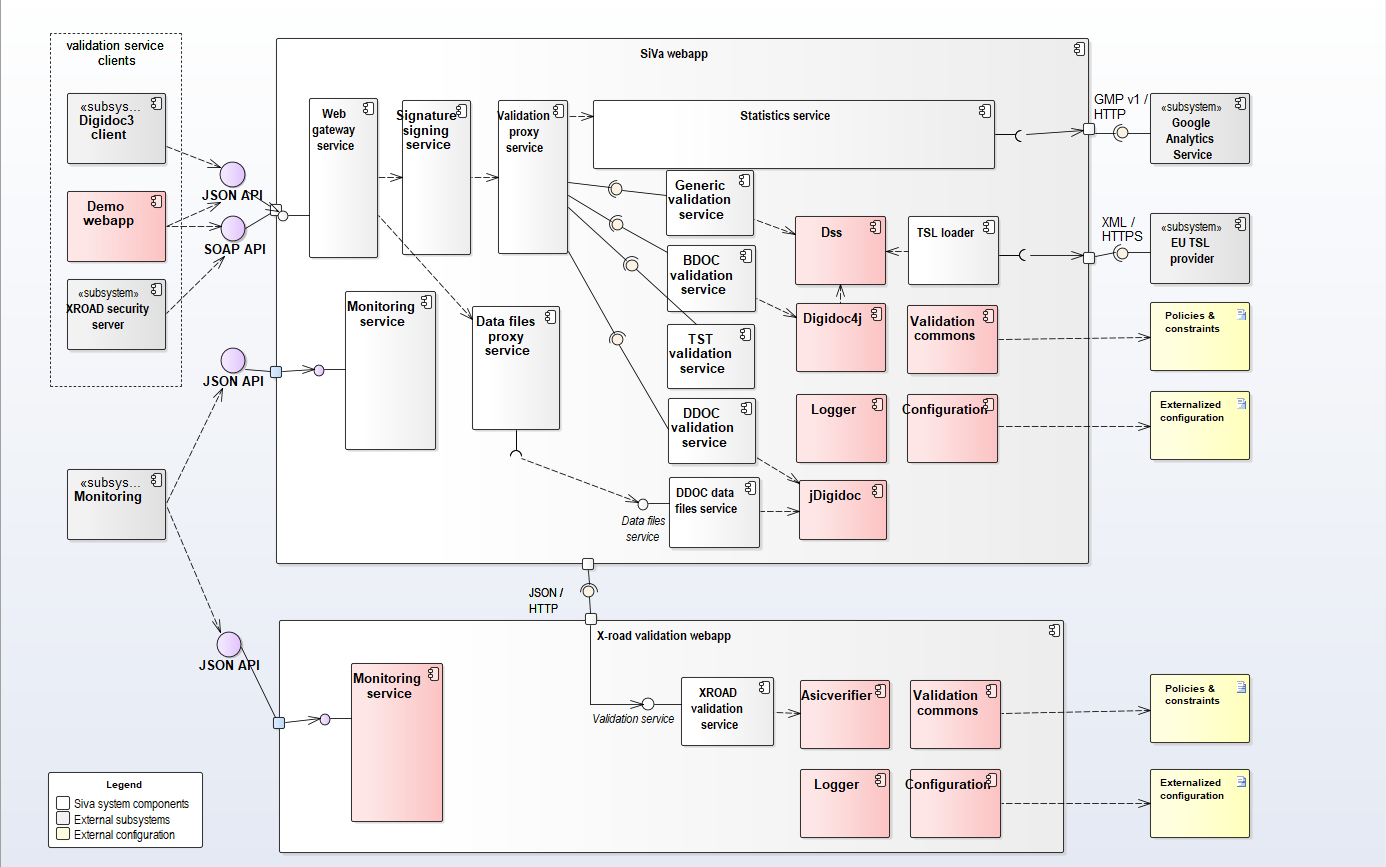 validation service
clients
«subsys...
Digidoc3
client
Demo
webapp
«subsystem»
XROAD security
server
JSON API
SOAP API
JSON API
«subsys...
Monitoring
JSON API
SiVa webapp
Web
gateway
service
Signature
signing
service
Validation
proxy
service
Statistics service
Generic
validation
service
BDOC
validation
service
TST
validation
service
DDOC
validation
service
DDOC data
files service
Dss
TSL loader
Digidoc4j
Validation
commons
Logger
Configuration
jDigidoc
Monitoring
service
Data files
proxy
service
Data files
service
GMP v1 /
HTTP
«subsystem»
Google
Analytics
Service
XML /
HTTPS
«subsystem»
EU TSL
provider
Policies &
constraints
Externalized
configuration
JSON /
HTTP
X-road validation webapp
Monitoring
service
Validation service
XROAD
validation
service
Asicverifier
Validation
commons
Logger
Configuration
Policies &
constraints
Externalized
configuration
Legend
Siva system components
External subsystems
External configuration